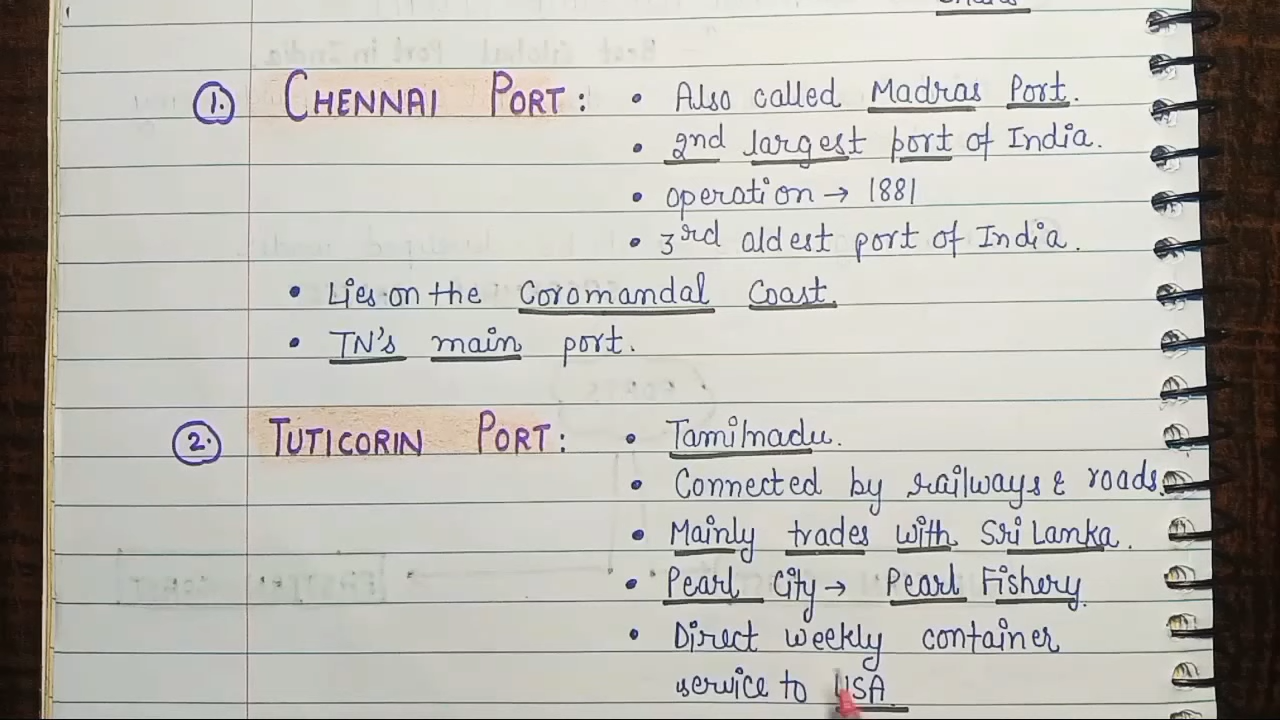 1. CHENNAI PORT: • Also called Madras Port.
• 2nd largest port of India.
• operation → 1881
• 3rd oldest port of India.
• Lies on the Coromandal Coast.
• TN's main port.
2. TUTICORIN PORT: • Tamilnadu.
• Connected by railways & roads.
• Mainly trades with Sri Lanka.
• Pearl City → Pearl Fishery
• Direct weekly container
service to USA